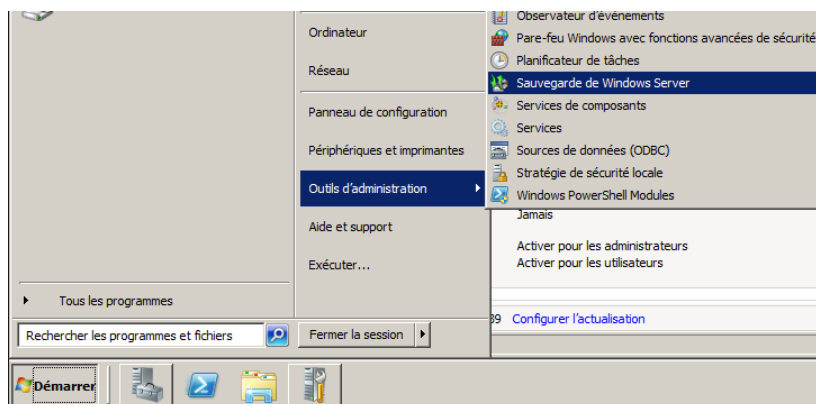 Ordinateur
Réseau
Panneau de configuration
Périphériques et imprimantes
Outils d'administration
Aide et support
Exécuter...
Observateur d'événements
Pare-feu Windows avec fonctions avancées de sécurité
Planificateur de tâches
Sauvegarde de Windows Server
Services de composants
Services
Sources de données (ODBC)
Stratégie de sécurité locale
Windows PowerShell Modules
Jamais
Activer pour les administrateurs
Activer pour les utilisateurs
39 Configurer l'actualisation
Tous les programmes
Rechercher les programmes et fichiers
Fermer la session
Démarrer